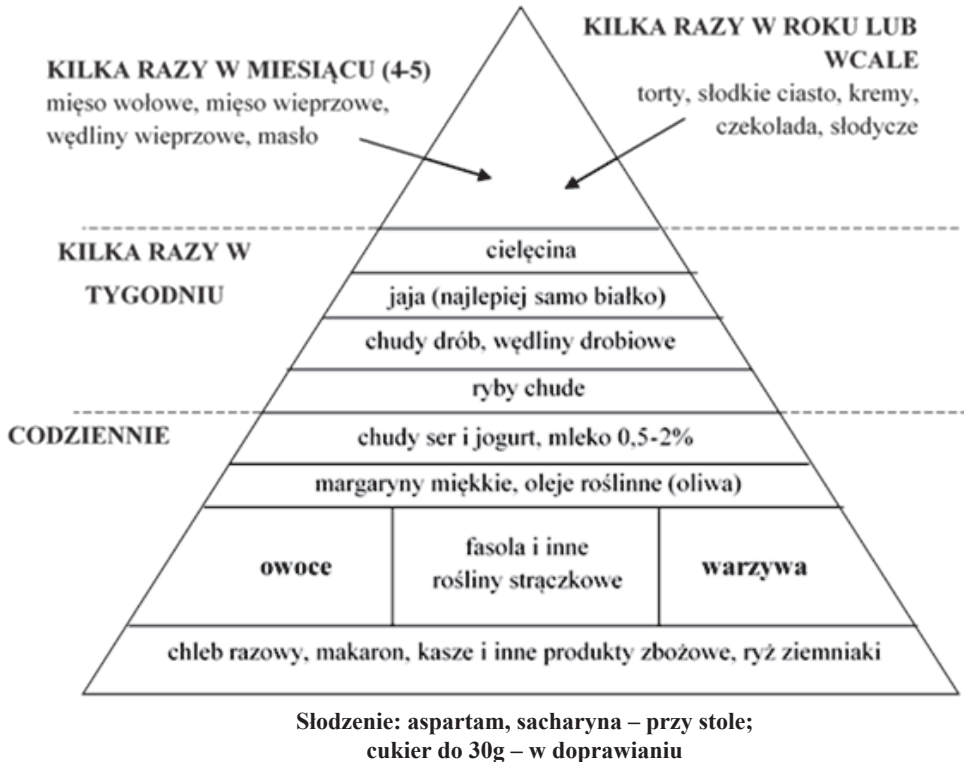 KILKA RAZY W MIESIĄCU (4-5)
mięso wołowe, mięso wieprzowe,
wędliny wieprzowe, masło
KILKA RAZY W ROKU LUB
WCALE
torty, słodkie ciasto, kremy,
czekolada, słodycze
KILKA RAZY W
TYGODNIU
cielęcina
jaja (najlepiej samo białko)
chudy drób, wędliny drobiowe
ryby chude
CODZIENNIE
chudy ser i jogurt, mleko 0,5-2%
margaryny miękkie, oleje roślinne (oliwa)
owoce
fasola i inne
rośliny strączkowe
warzywa
chleb razowy, makaron, kasze i inne produkty zbożowe, ryż ziemniaki
Słodzenie: aspartam, sacharyna – przy stole;
cukier do 30g – w doprawianiu